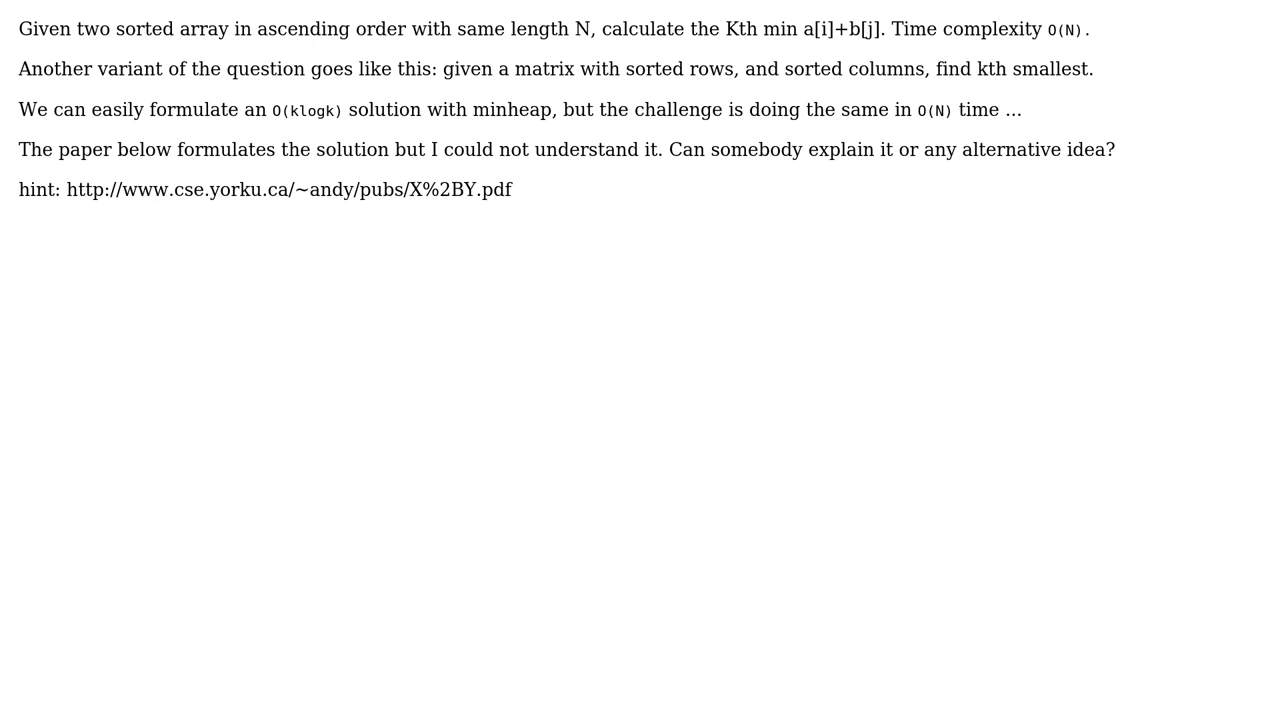 Given two sorted array in ascending order with same length N, calculate the Kth min a[i]+b[j]. Time complexity O(N).
Another variant of the question goes like this: given a matrix with sorted rows, and sorted columns, find kth smallest.
We can easily formulate an O(klogk) solution with minheap, but the challenge is doing the same in O(N) time ...
The paper below formulates the solution but I could not understand it. Can somebody explain it or any alternative idea?
hint: http://www.cse.yorku.ca/~andy/pubs/X%2BY.pdf